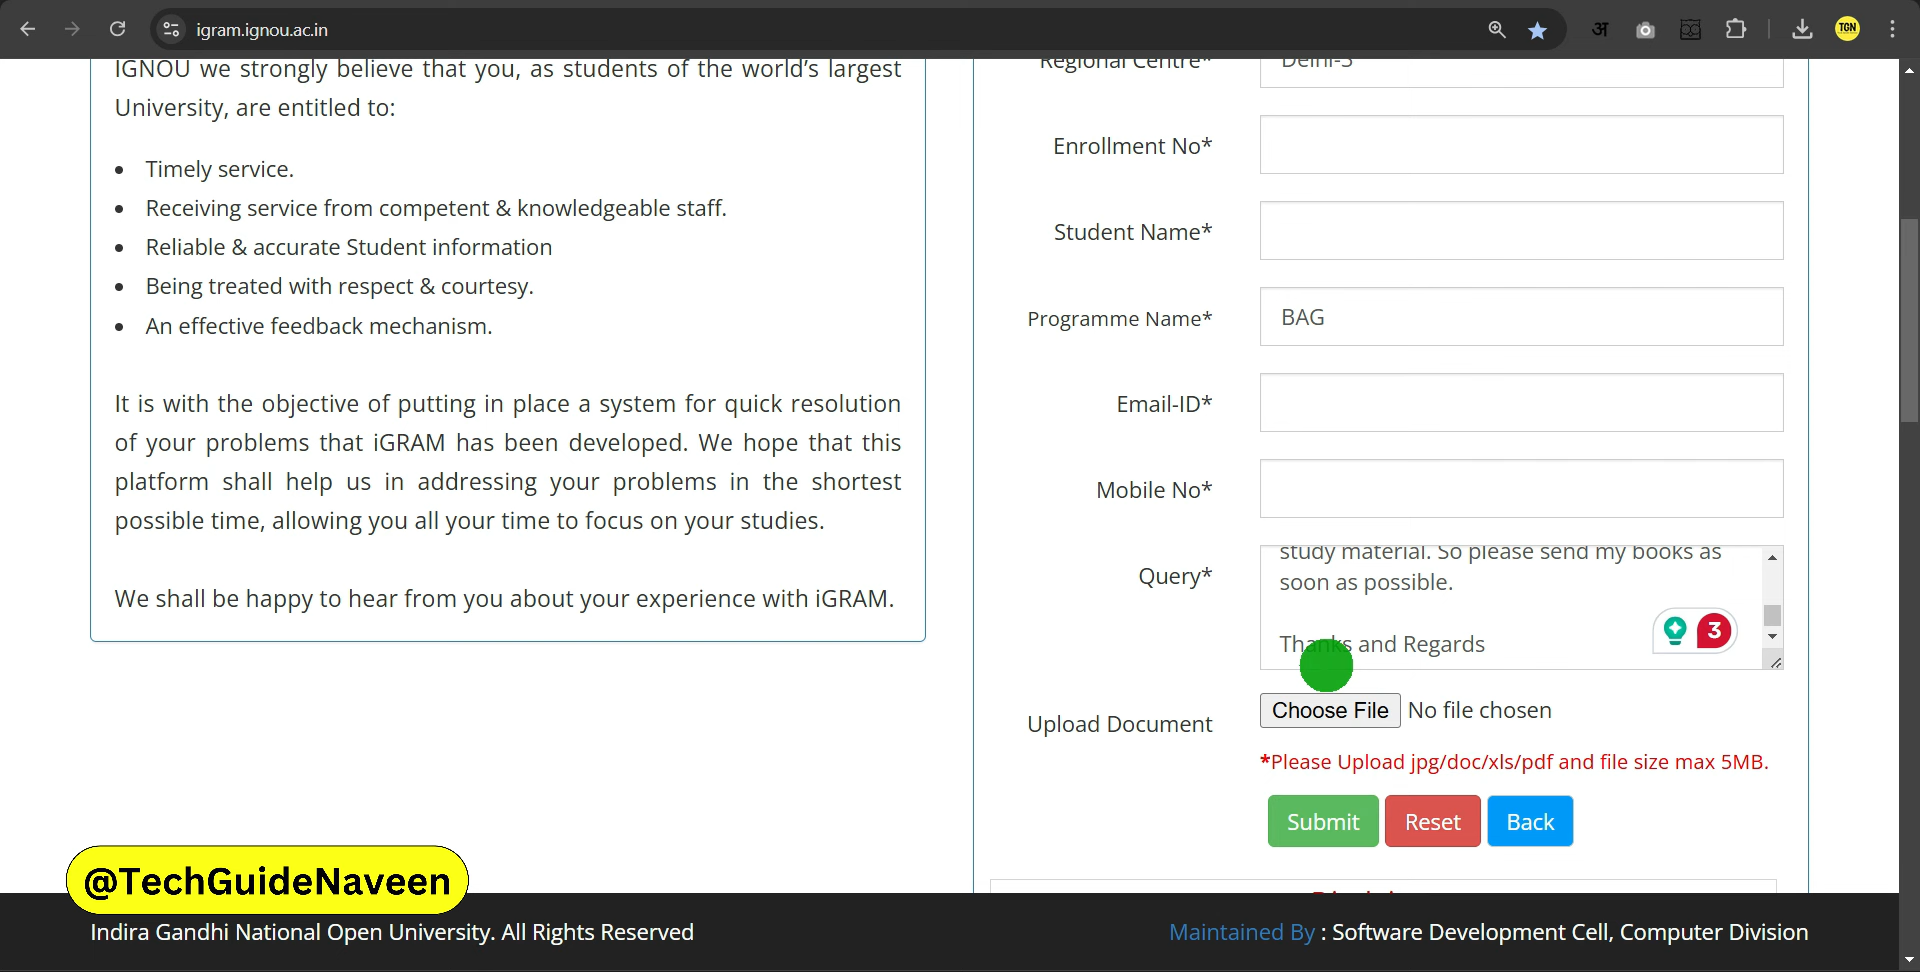 igram.ignou.ac.in
अ
TGN
IGNOU we strongly believe that you, as students of the world's largest
University, are entitled to:
• Timely service.
• Receiving service from competent & knowledgeable staff.
• Reliable & accurate Student information
• Being treated with respect & courtesy.
• An effective feedback mechanism.
It is with the objective of putting in place a system for quick resolution
of your problems that iGRAM has been developed. We hope that this
platform shall help us in addressing your problems in the shortest
possible time, allowing you all your time to focus on your studies.
We shall be happy to hear from you about your experience with iGRAM.
Regional Centre* Delhi-3
Enrollment No*
Student Name*
Programme Name* BAG
Email-ID*
Mobile No*
Query* study material. So please send my books as
soon as possible.
Thanks and Regards
3
Upload Document Choose File No file chosen
*Please Upload jpg/doc/xls/pdf and file size max 5MB.
Submit Reset Back
@TechGuideNaveen
Indira Gandhi National Open University. All Rights Reserved
Maintained By : Software Development Cell, Computer Division